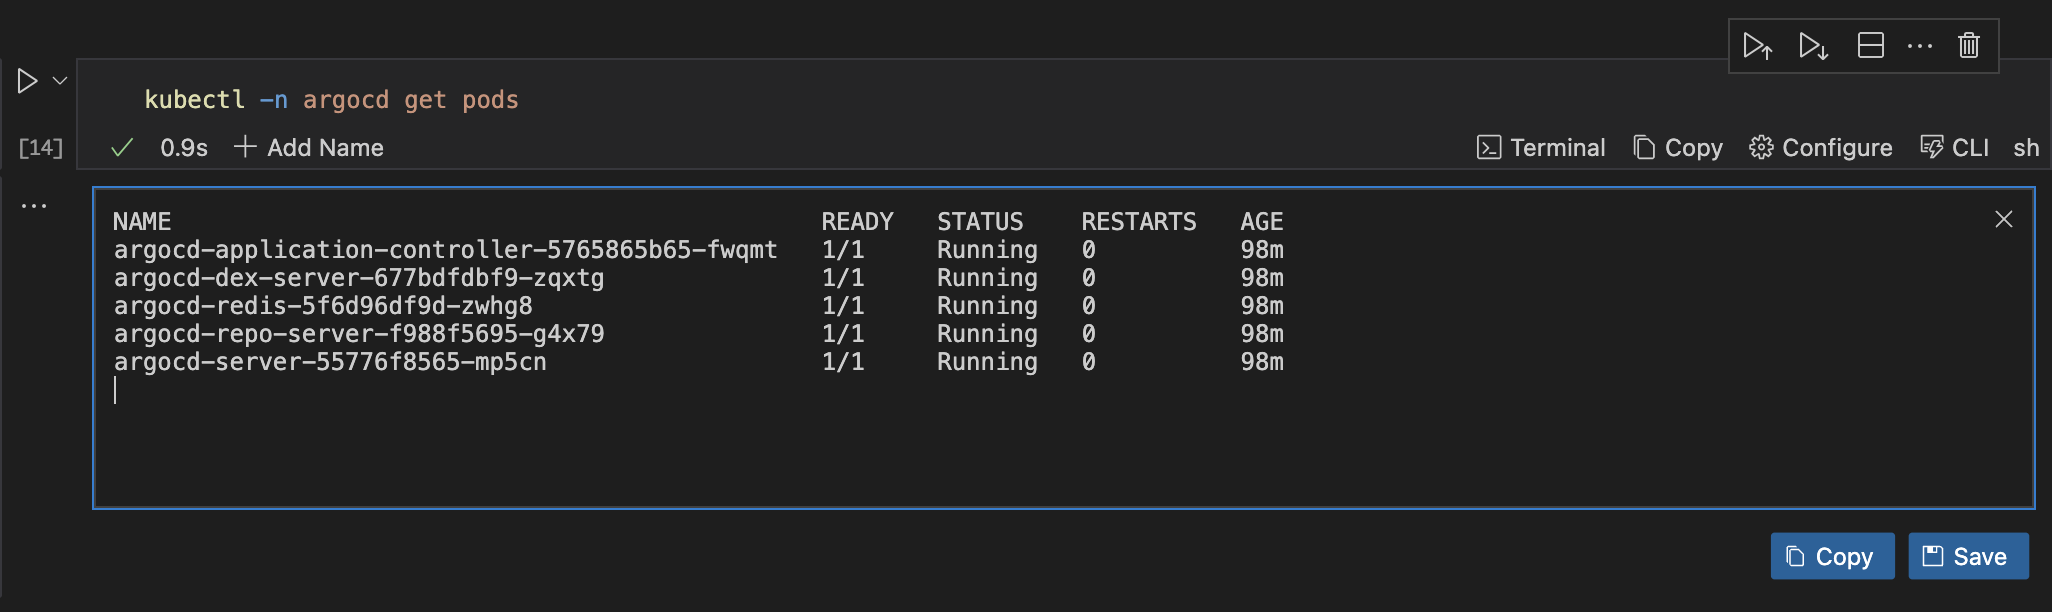 kubectl -n argocd get pods
[14] 0.9s Add Name Terminal Copy Configure CLI sh
NAME READY STATUS RESTARTS AGE
argocd-application-controller-5765865b65-fwqmt 1/1 Running 0 98m
argocd-dex-server-677bdfdbf9-zqxtg 1/1 Running 0 98m
argocd-redis-5f6d96df9d-zwhg8 1/1 Running 0 98m
argocd-repo-server-f988f5695-g4x79 1/1 Running 0 98m
argocd-server-55776f8565-mp5cn 1/1 Running 0 98m
Copy Save